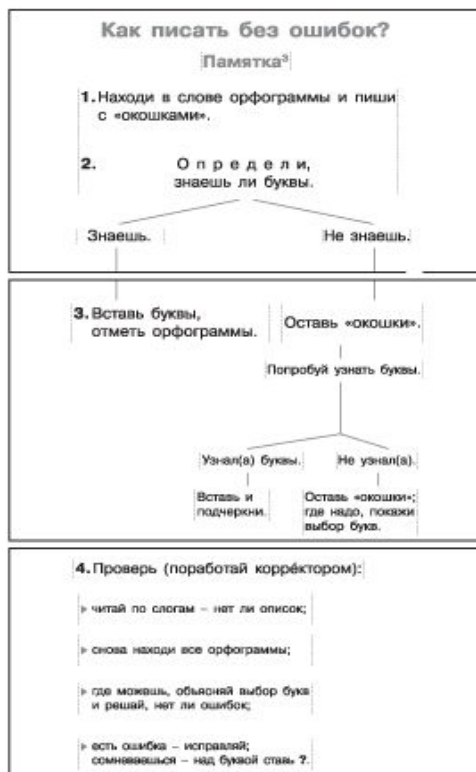 Как писать без ошибок?
Памятка³
1. Находи в слове орфограммы и пиши
с «окошками».
2. О п р е д е л и,
знаешь ли буквы.
Знаешь. Не знаешь.
3. Вставь буквы,
отметь орфограммы.
Оставь «окошки».
Попробуй узнать буквы.
Узнал(а) буквы. Не узнал(а).
Вставь и
подчеркни.
Оставь «окошки»;
где надо, покажи
выбор букв.
4. Проверь (поработай корре́ктором):
читай по слогам – нет ли описок;
снова находи все орфограммы;
где можешь, объясняй выбор букв
и решай, нет ли ошибок;
есть ошибка – исправляй;
сомневаешься – над буквой ставь ?.